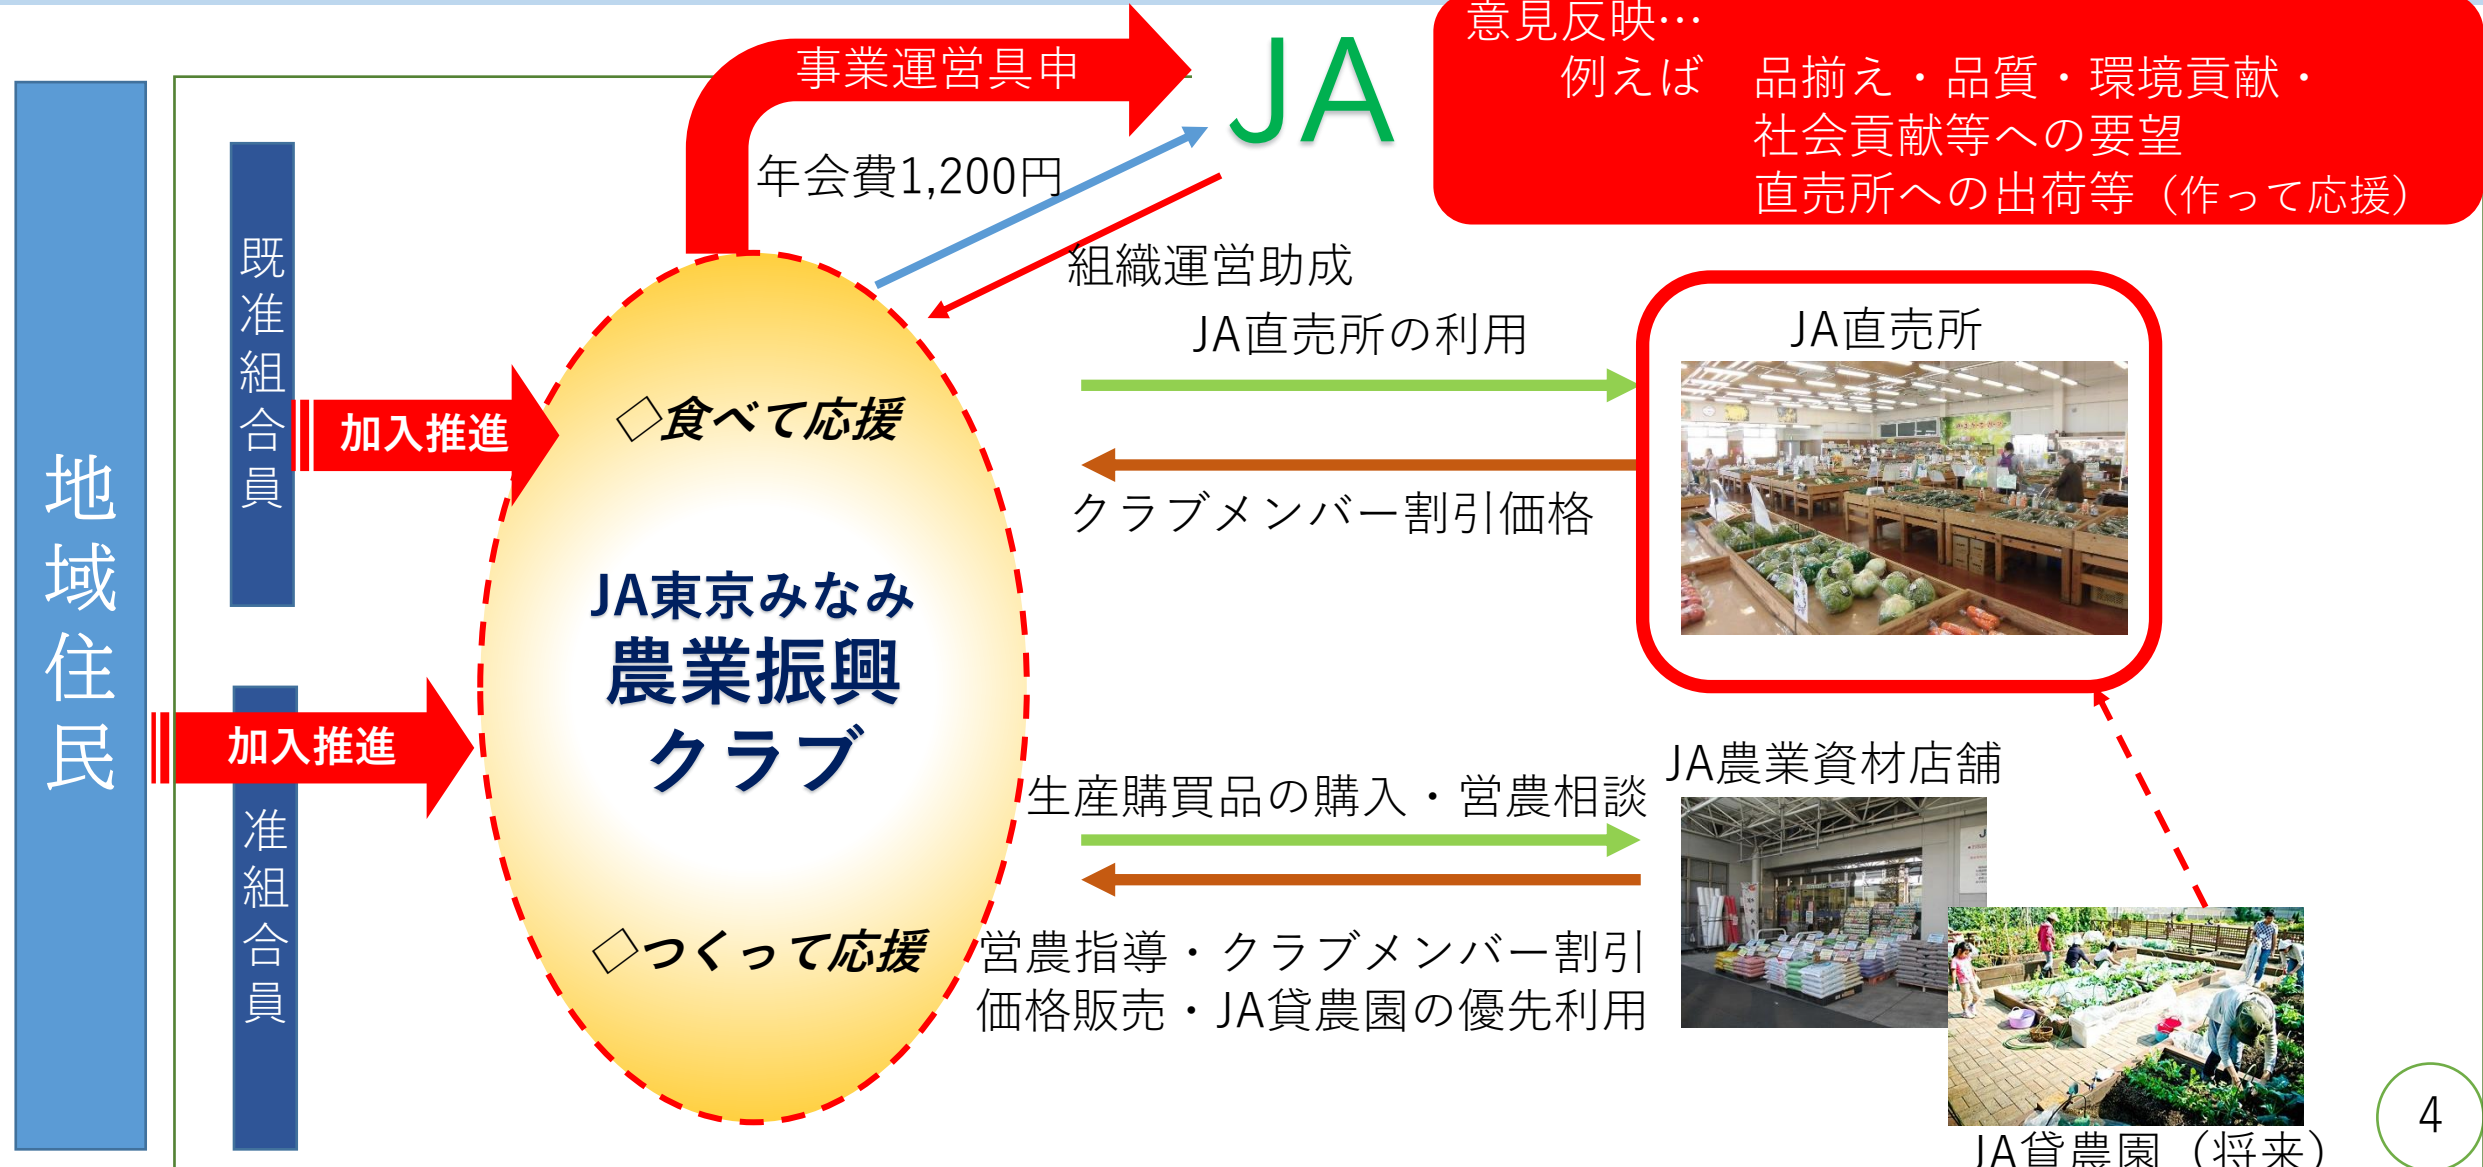 事業運営具申
JA
意見反映…
例えば　品揃え・品質・環境貢献・
社会貢献等への要望
直売所への出荷等（作って応援）
年会費1,200円
組織運営助成
地域住民
既准組合員
加入推進
准組合員
加入推進
◇食べて応援
JA東京みなみ
農業振興
クラブ
◇つくって応援
JA直売所の利用
クラブメンバー割引価格
JA直売所
生産購買品の購入・営農相談
営農指導・クラブメンバー割引
価格販売・JA貸農園の優先利用
JA農業資材店舗
JA貸農園（将来）
4